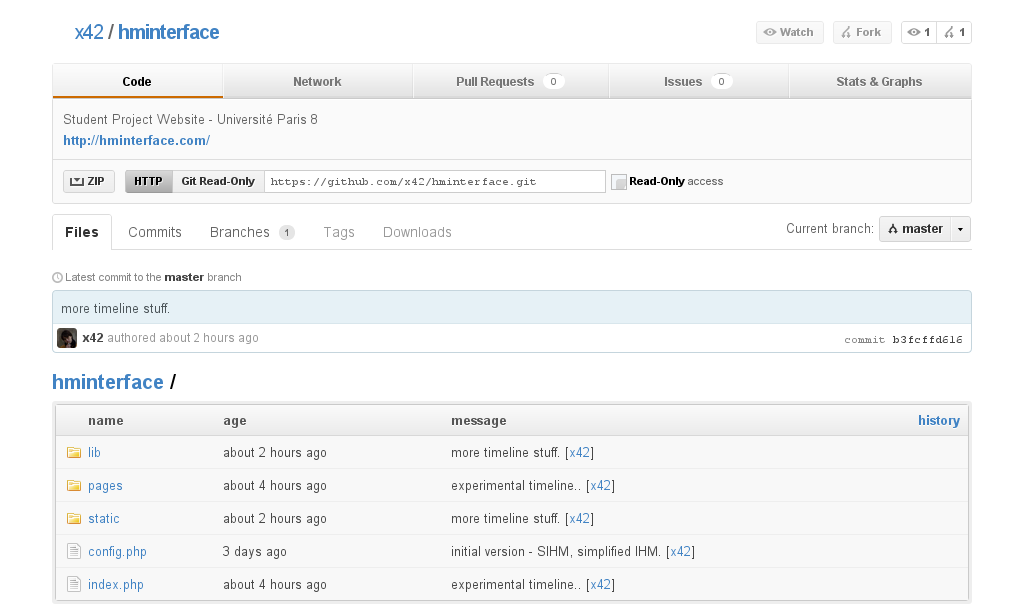 x42 / hminterface
Watch Fork 1 1
Code Network Pull Requests 0 Issues 0 Stats & Graphs
Student Project Website - Université Paris 8
http://hminterface.com/
ZIP HTTP Git Read-Only https://github.com/x42/hminterface.git Read-Only access
Files Commits Branches 1 Tags Downloads Current branch: master
Latest commit to the master branch
more timeline stuff.
x42 authored about 2 hours ago commit b3fcffd616
hminterface /
name age message history
lib about 2 hours ago more timeline stuff. [x42]
pages about 4 hours ago experimental timeline.. [x42]
static about 2 hours ago more timeline stuff. [x42]
config.php 3 days ago initial version - SIHM, simplified IHM. [x42]
index.php about 4 hours ago experimental timeline.. [x42]